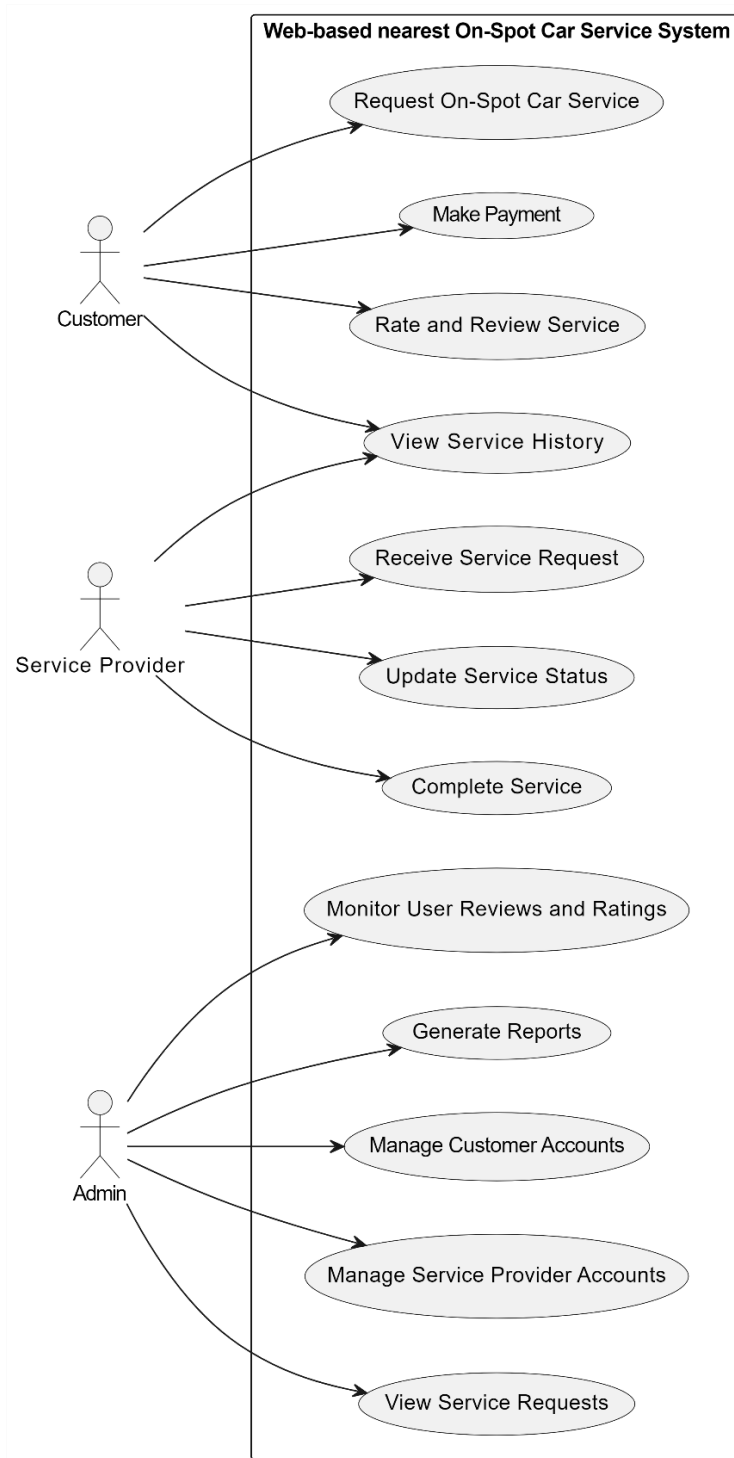 Web-based nearest On-Spot Car Service System
Request On-Spot Car Service
Make Payment
Customer
Rate and Review Service
View Service History
Receive Service Request
Service Provider
Update Service Status
Complete Service
Monitor User Reviews and Ratings
Generate Reports
Manage Customer Accounts
Admin
Manage Service Provider Accounts
View Service Requests